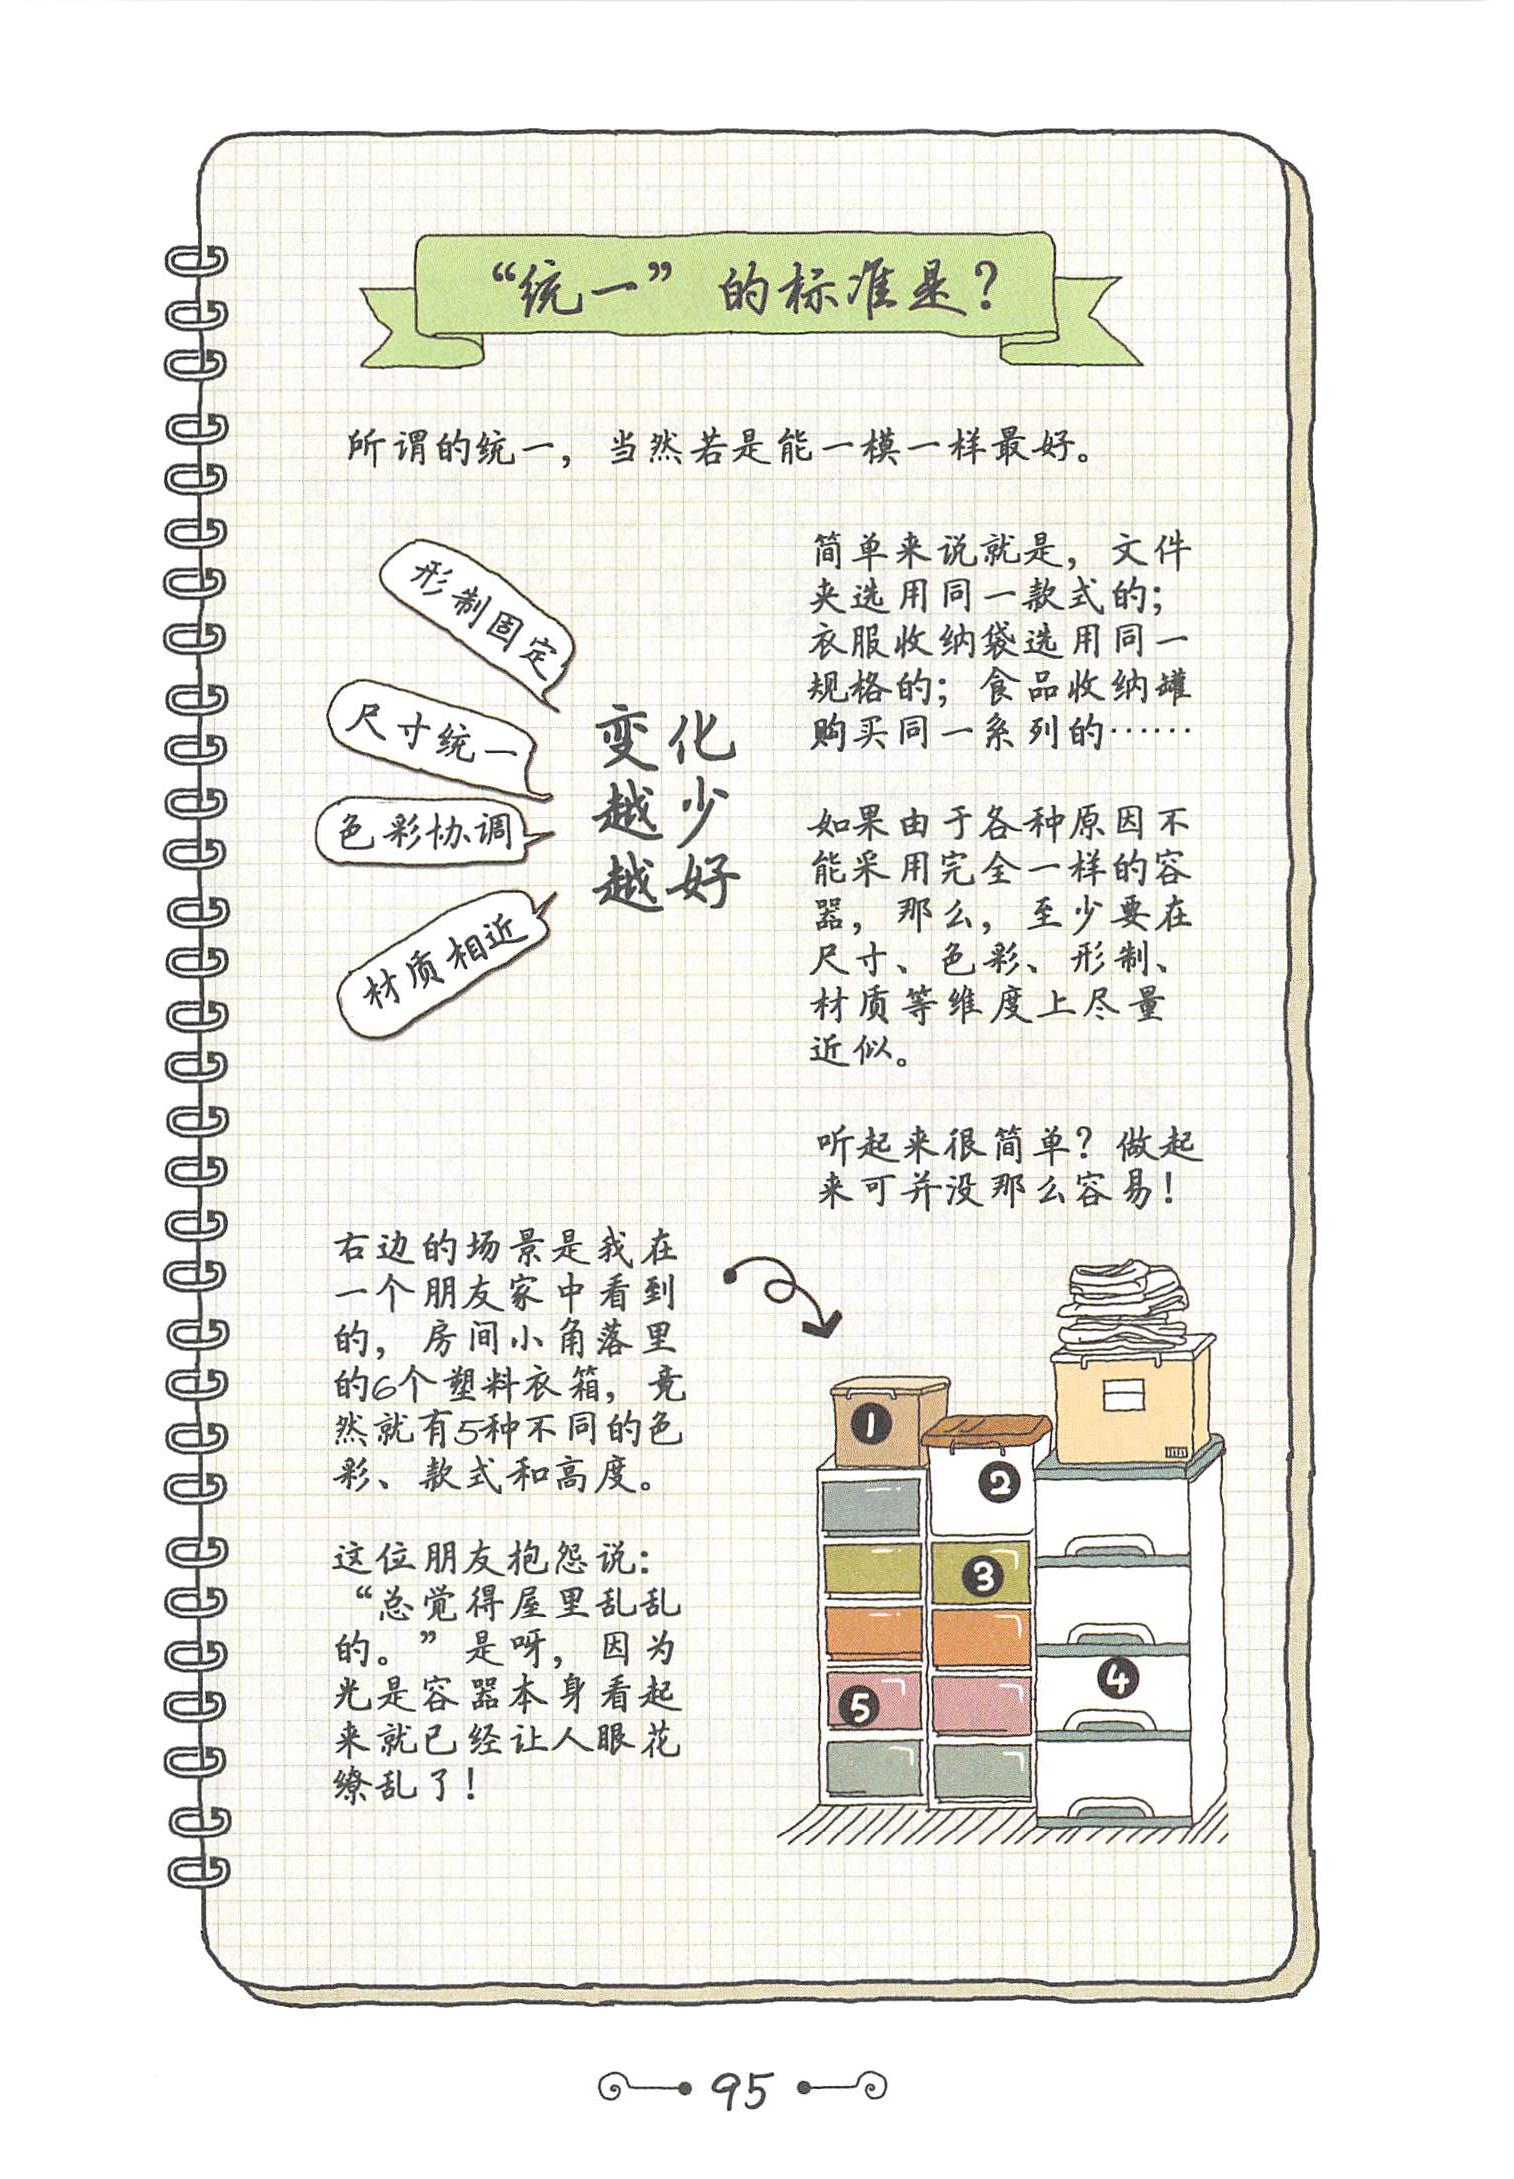 “统一”的标准是？
所谓的统一，当然若是能一模一样最好。
形制固定
尺寸统一
色彩协调
材质相近
变化
越少
越好
简单来说就是，文件
夹选用同一款式的；
衣服收纳袋选用同一
规格的；食品收纳罐
购买同一系列的……
如果由于各种原因不
能采用完全一样的容
器，那么，至少要在
尺寸、色彩、形制、
材质等维度上尽量
近似。
听起来很简单？做起
来可并没那么容易！
右边的场景是我在
一个朋友家中看到
的，房间小角落里
的6个塑料衣箱，竟
然就有5种不同的色
彩、款式和高度。
这位朋友抱怨说：
“总觉得屋里乱乱
的。”是呀，因为
光是容器本身看起
来就已经让人眼花
缭乱了！
1
2
3
4
5
95